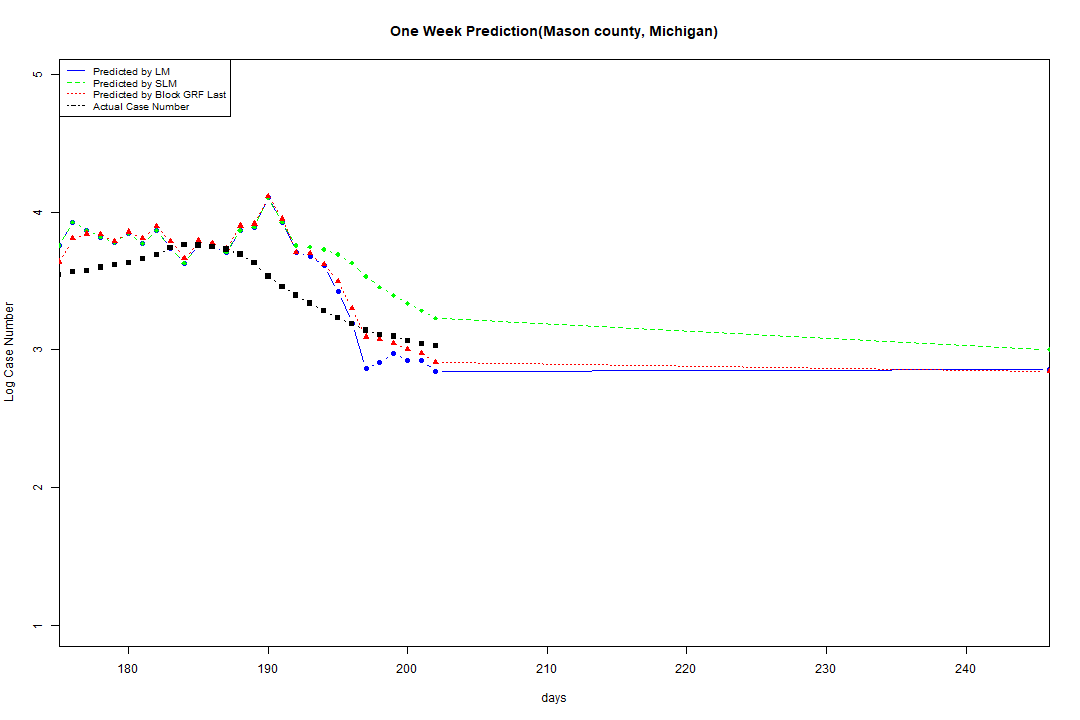 One Week Prediction(Mason county, Michigan)
Predicted by LM
Predicted by SLM
Predicted by Block GRF Last
Actual Case Number
Log Case Number
5
4
3
2
1
180 190 200 210 220 230 240
days